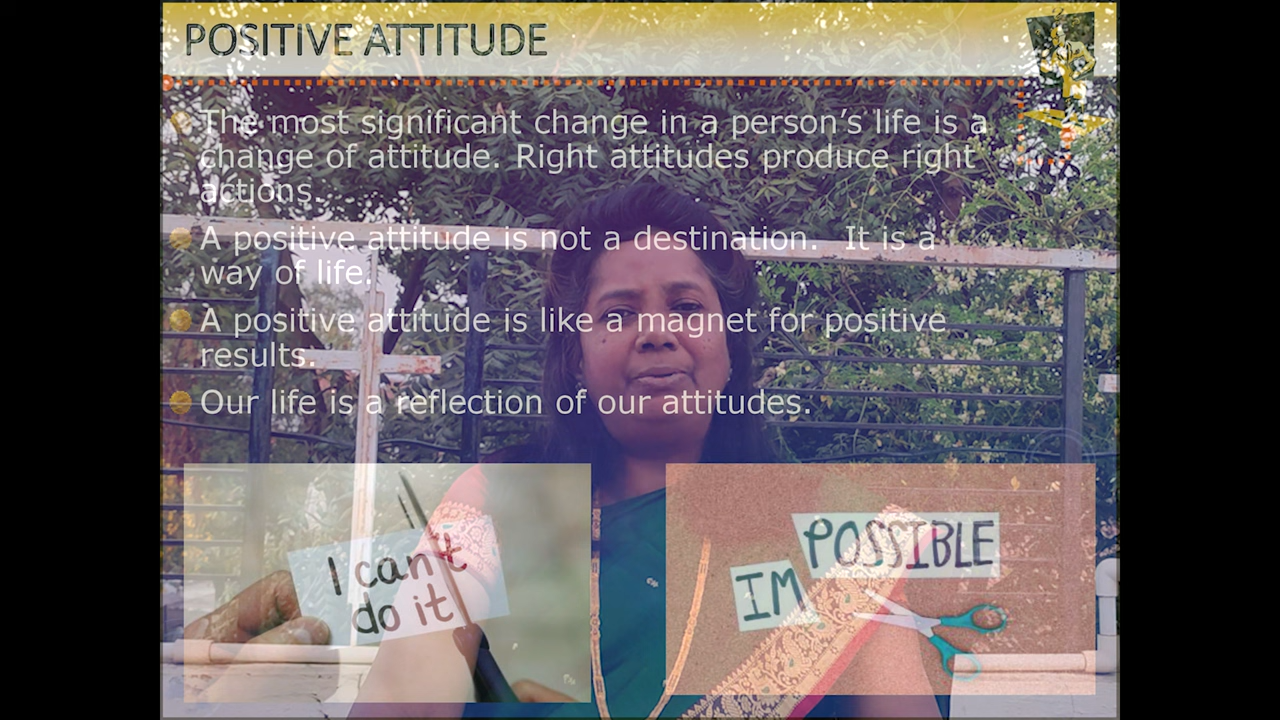 POSITIVE ATTITUDE
The most significant change in a person's life is a
change of attitude. Right attitudes produce right
actions.
A positive attitude is not a destination.  It is a
way of life.
A positive attitude is like a magnet for positive
results.
Our life is a reflection of our attitudes.
I can't
do it
IM
POSSIBLE